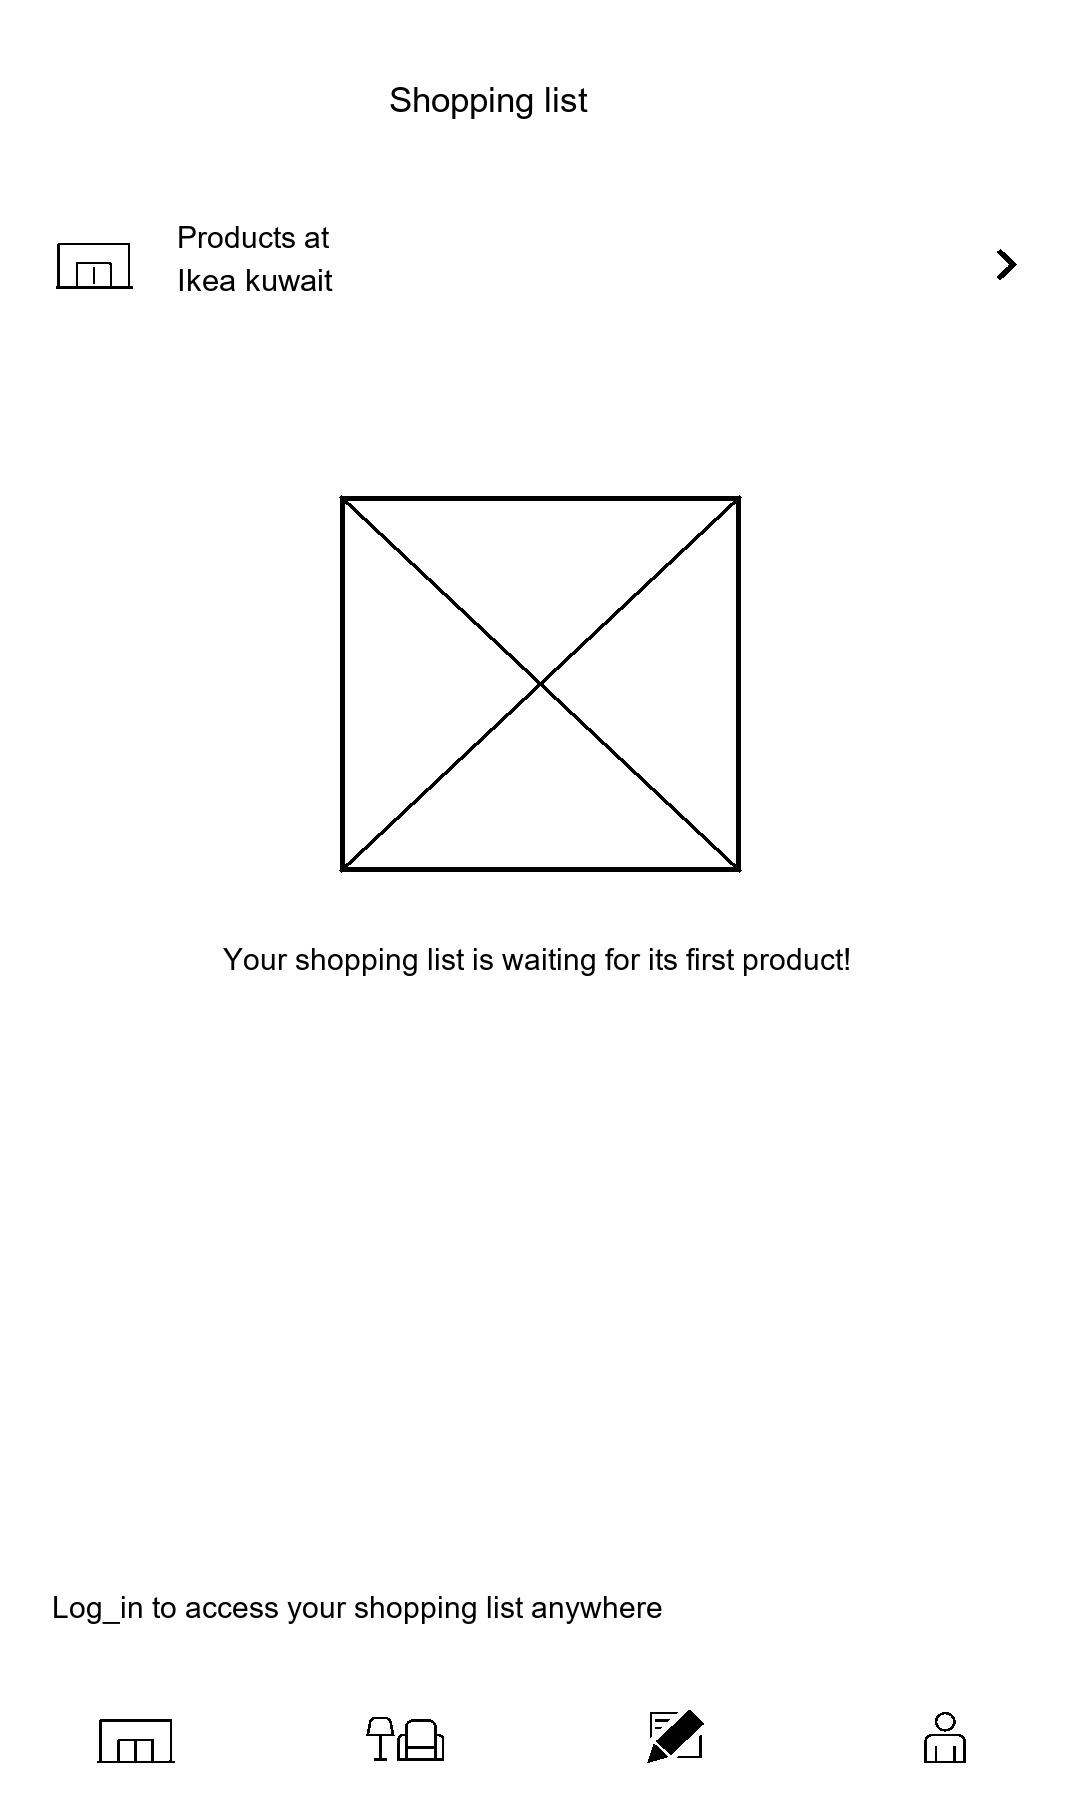 Shopping list
Products at
Ikea kuwait
Your shopping list is waiting for its first product!
Log_in to access your shopping list anywhere